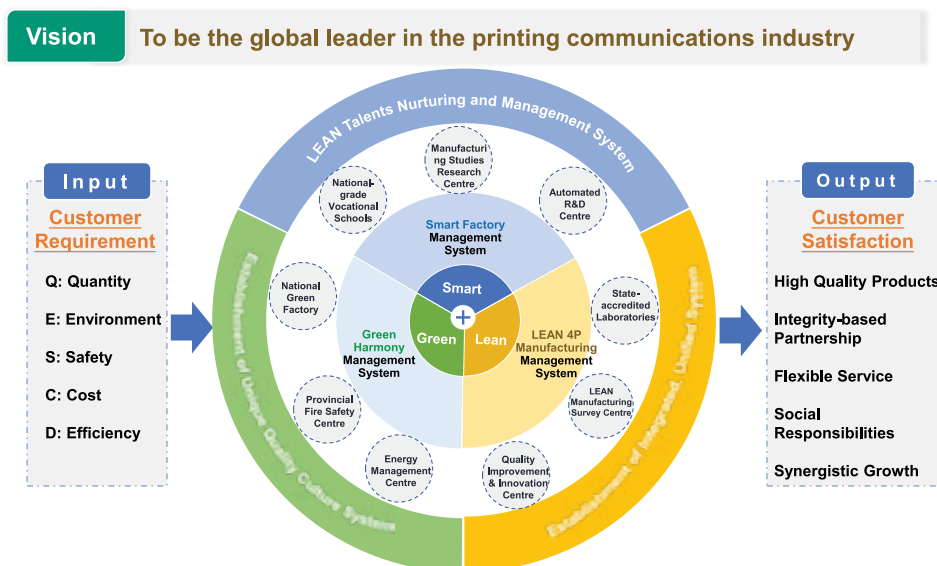 Vision
To be the global leader in the printing communications industry
Input
Customer
Requirement
Q: Quantity
E: Environment
S: Safety
C: Cost
D: Efficiency
LEAN Talents Nurturing and Management System
Establishment of Unique Quality Culture System
Establishment of Integrated, Unified System
Manufactur
ing Studies
Research
Centre
National-
grade
Vocational
Schools
Automated
R&D
Centre
National
Green
Factory
State-
accredited
Laboratories
Provincial
Fire Safety
Centre
LEAN
Manufacturing
Survey Centre
Energy
Management
Centre
Quality
Improvement
& Innovation
Centre
Smart Factory
Management
System
Green
Harmony
Management
System
LEAN 4P
Manufacturing
Management
System
Smart
Green
Lean
Output
Customer
Satisfaction
High Quality Products
Integrity-based
Partnership
Flexible Service
Social
Responsibilities
Synergistic Growth